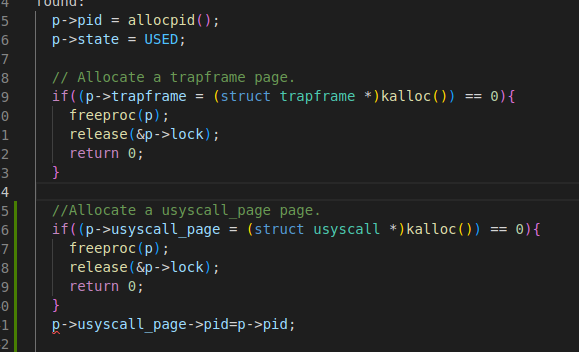 4 found:
5 p->pid = allocpid();
6 p->state = USED;
7
8 // Allocate a trapframe page.
9 if((p->trapframe = (struct trapframe *)kalloc()) == 0){
0 freeproc(p);
1 release(&p->lock);
2 return 0;
3 }
4
5 //Allocate a usyscall_page page.
6 if((p->usyscall_page = (struct usyscall *)kalloc()) == 0){
7 freeproc(p);
8 release(&p->lock);
9 return 0;
0 }
1 p->usyscall_page->pid=p->pid;
2